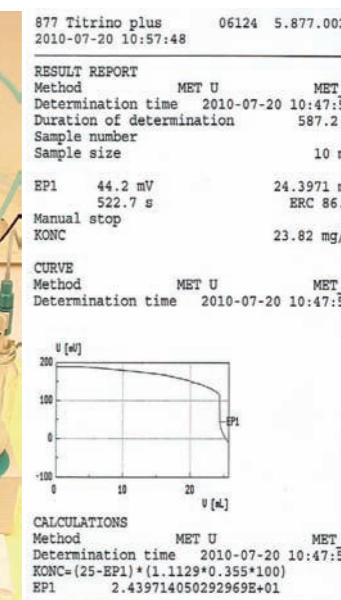 877 Titrino plus 06124 5.877.003
2010-07-20 10:57:48
RESULT REPORT
Method MET U MET
Determination time 2010-07-20 10:47:5
Duration of determination 587.2
Sample number
Sample size 10 m
EP1 44.2 mV 24.3971 m
522.7 s ERC 86.
Manual stop
KONC 23.82 mg/
CURVE
Method MET U MET
Determination time 2010-07-20 10:47:5
U [mV]
200
100
EP1
0
-100
0 10 20
U [mL]
CALCULATIONS
Method MET U MET
Determination time 2010-07-20 10:47:5
KONC=(25-EP1)*(1.1129*0.355*100)
EP1 2.439714050292969E+01